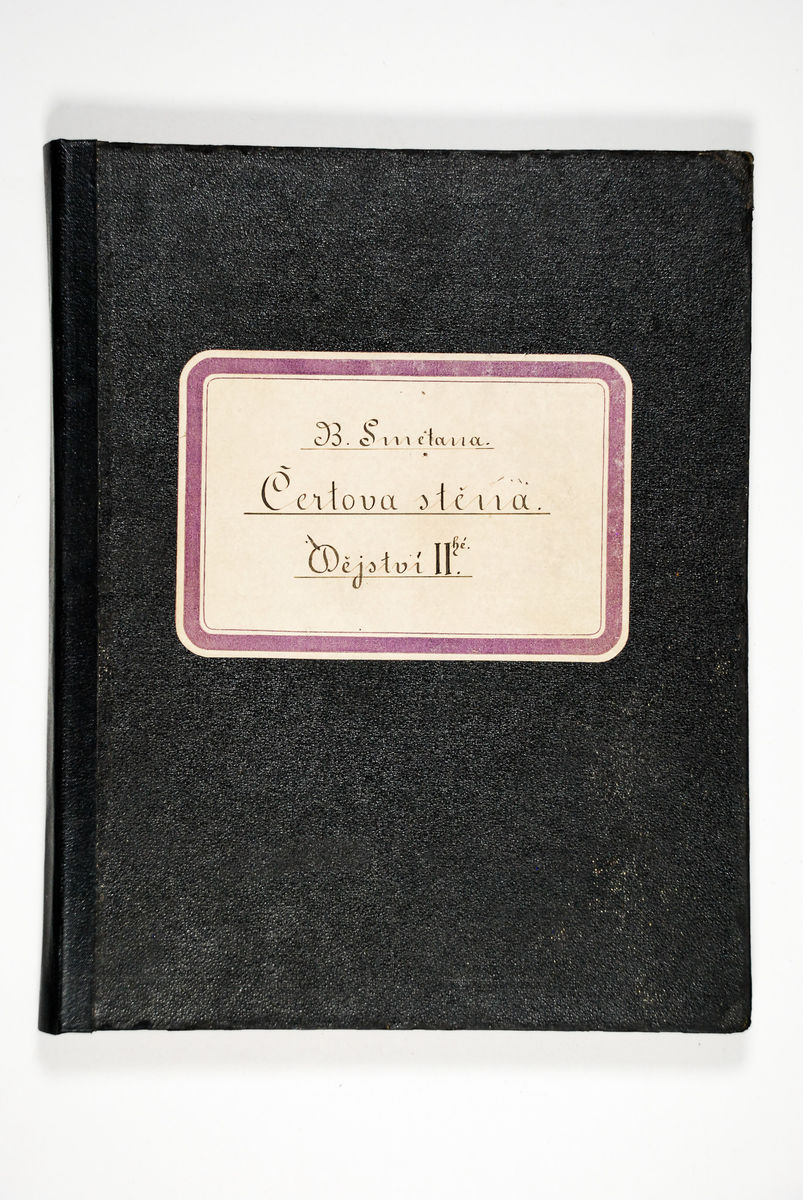 B. Smetana.
Čertova stěna.
Dějství II hé.